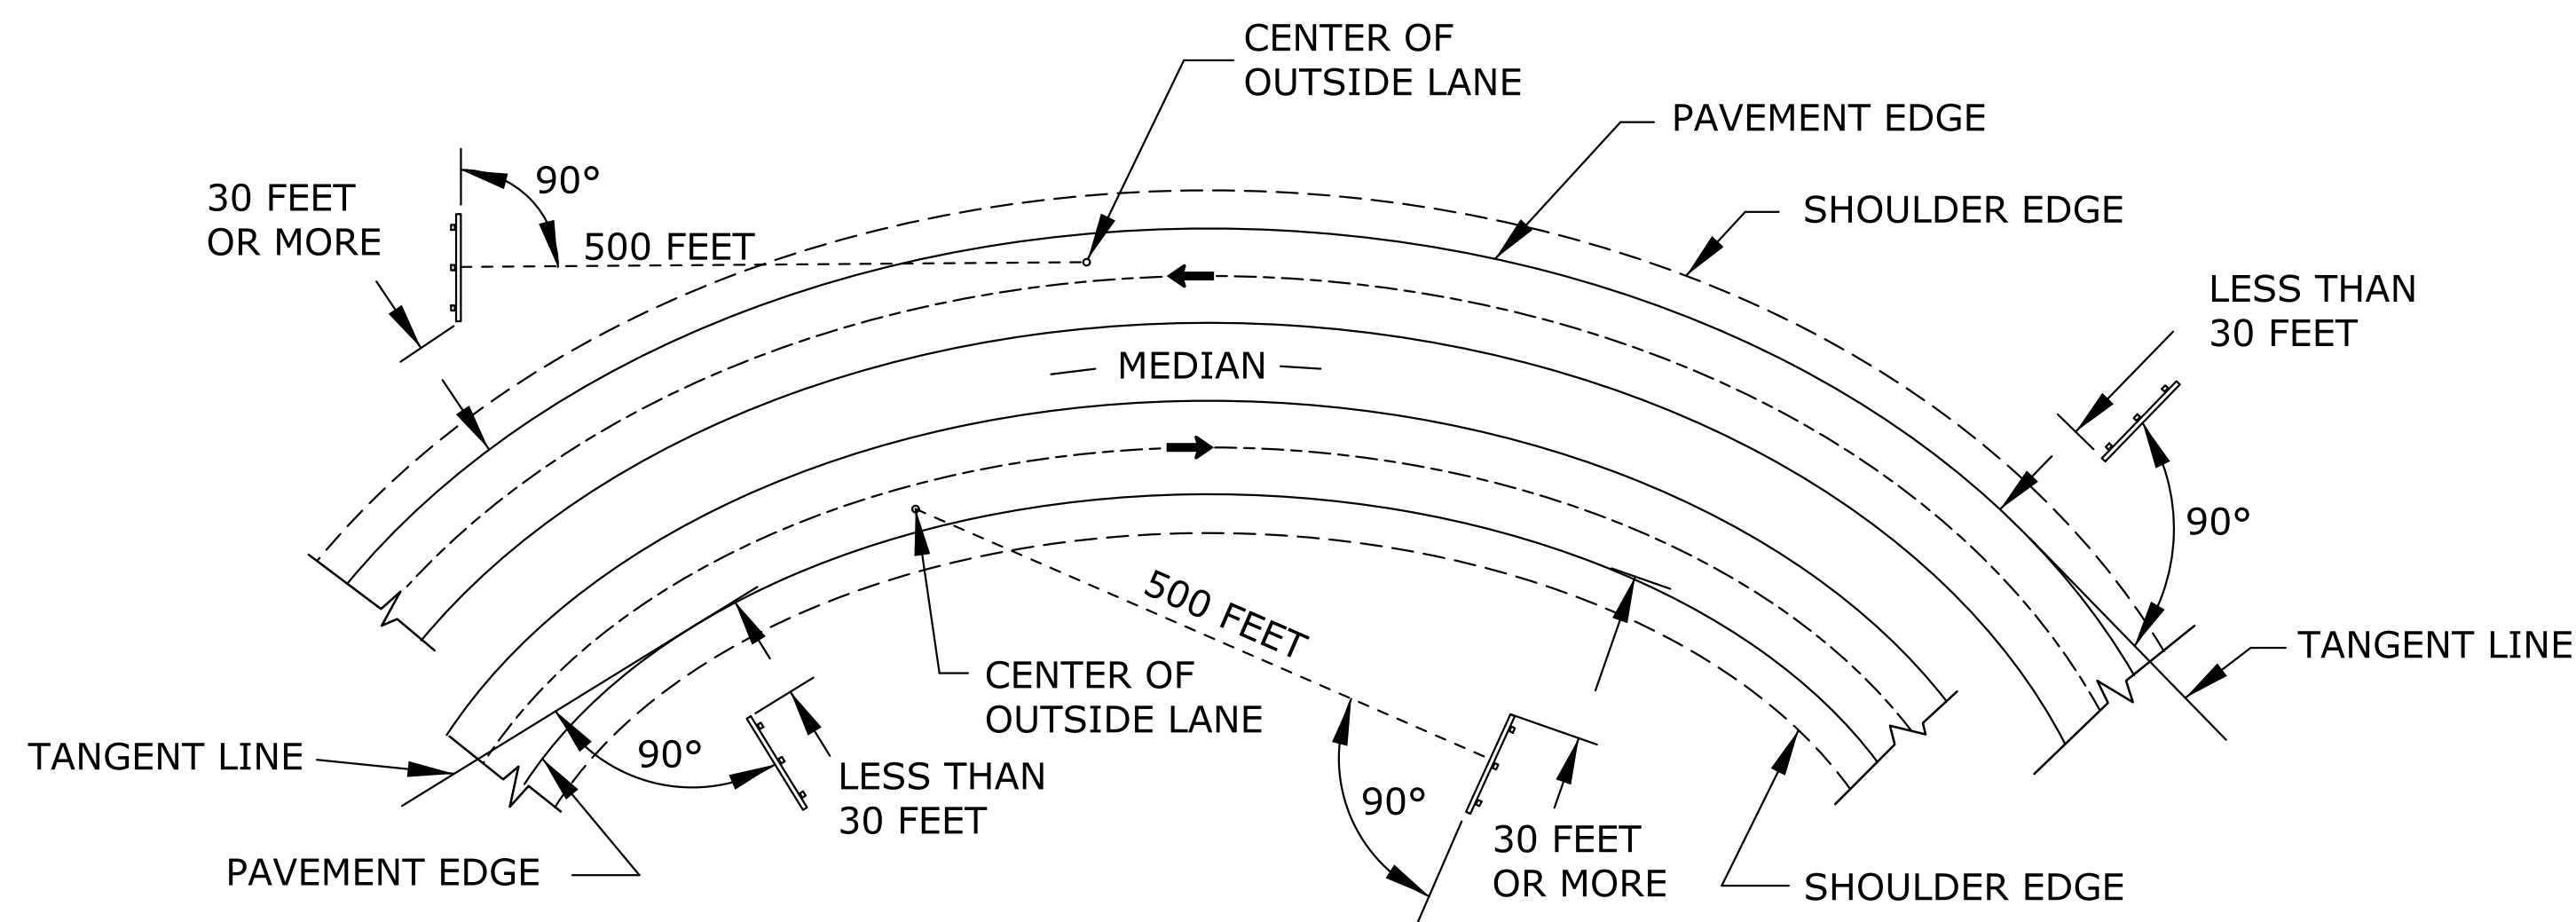 CENTER OF
OUTSIDE LANE
PAVEMENT EDGE
90°
30 FEET
OR MORE
SHOULDER EDGE
500 FEET
LESS THAN
30 FEET
MEDIAN
90°
500 FEET
TANGENT LINE
CENTER OF
OUTSIDE LANE
TANGENT LINE
90°
LESS THAN
30 FEET
90°
30 FEET
OR MORE
PAVEMENT EDGE
SHOULDER EDGE